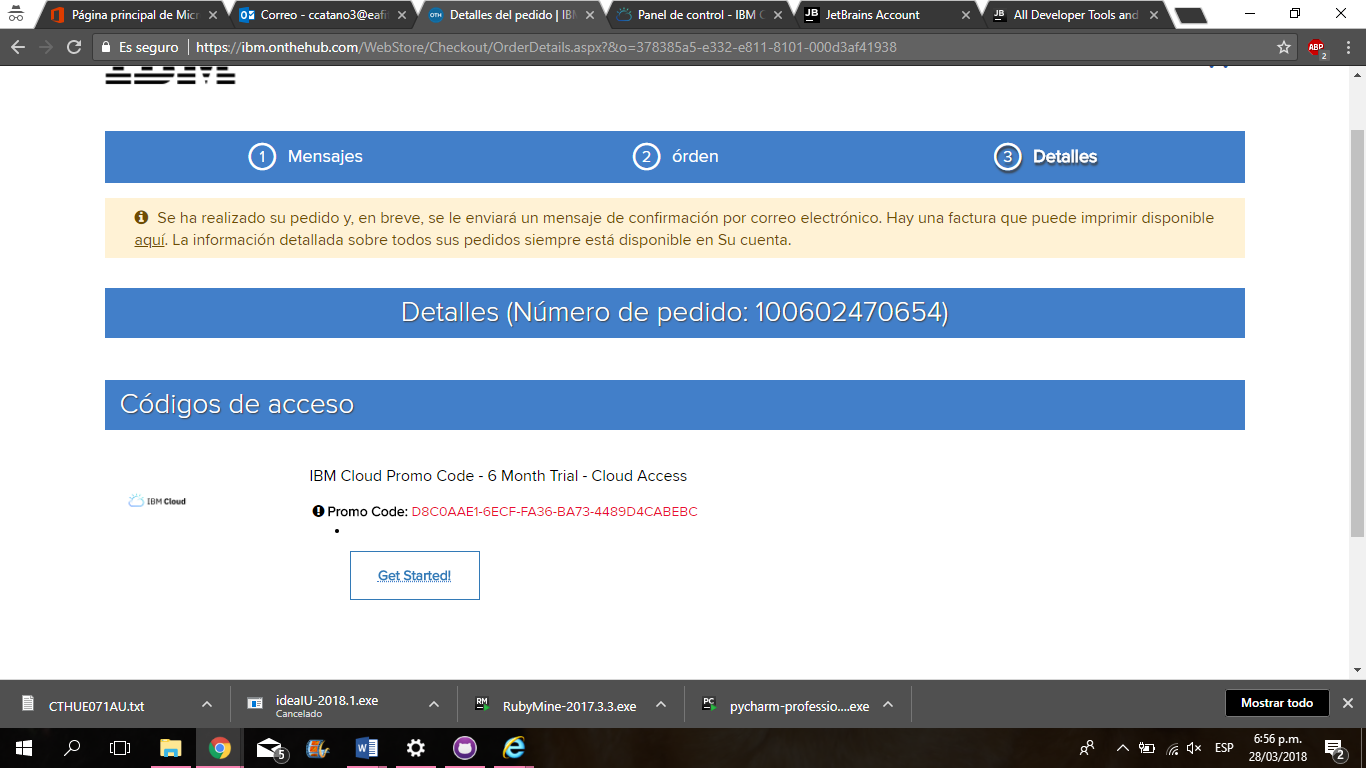 Página principal de Micr
Correo - ccatano3@eafi
Detalles del pedido | IBM
Panel de control - IBM C
JetBrains Account
All Developer Tools and
Es seguro
https://ibm.onthehub.com/WebStore/Checkout/OrderDetails.aspx?&o=378385a5-e332-e811-8101-000d3af41938
ABP
2
IBM
1 Mensajes
2 órden
3 Detalles
Se ha realizado su pedido y, en breve, se le enviará un mensaje de confirmación por correo electrónico. Hay una factura que puede imprimir disponible
aquí. La información detallada sobre todos sus pedidos siempre está disponible en Su cuenta.
Detalles (Número de pedido: 100602470654)
Códigos de acceso
IBM Cloud Promo Code - 6 Month Trial - Cloud Access
IBM Cloud
Promo Code: D8C0AAE1-6ECF-FA36-BA73-4489D4CABEBC
Get Started!
CTHUE071AU.txt
ideaIU-2018.1.exe
Cancelado
RM
RubyMine-2017.3.3.exe
PC
pycharm-professio....exe
Mostrar todo
5
ESP
6:56 p.m.
28/03/2018
2